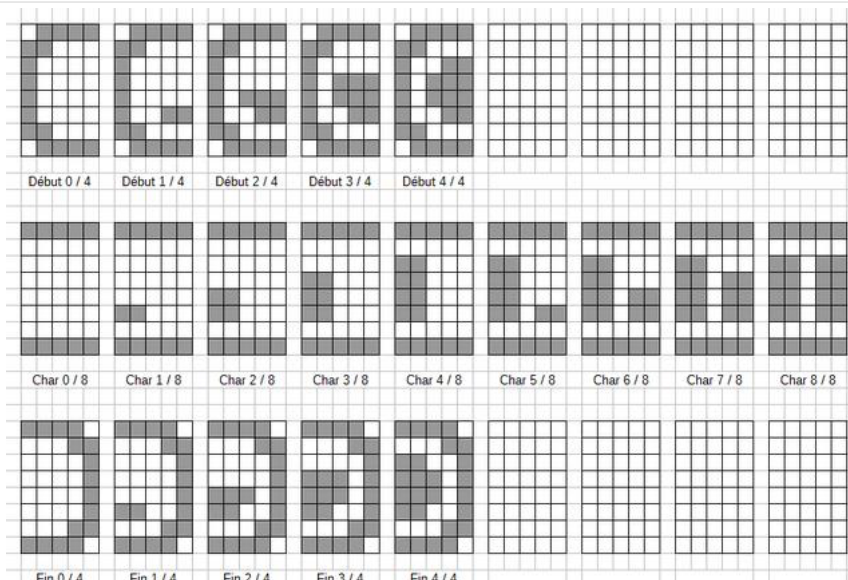 Début 0 / 4 Début 1 / 4 Début 2 / 4 Début 3 / 4 Début 4 / 4
Char 0 / 8 Char 1 / 8 Char 2 / 8 Char 3 / 8 Char 4 / 8 Char 5 / 8 Char 6 / 8 Char 7 / 8 Char 8 / 8
Fin 0 / 4 Fin 1 / 4 Fin 2 / 4 Fin 3 / 4 Fin 4 / 4